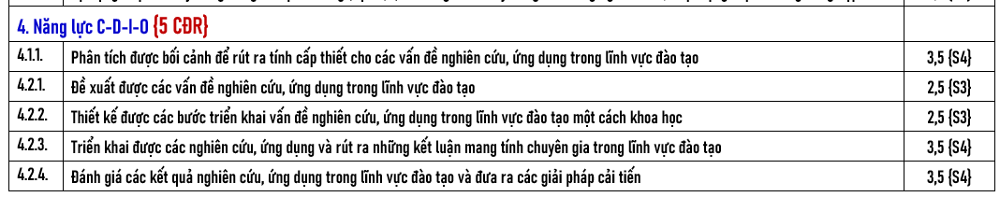 4. Năng lực C-D-I-O {5 CĐR}
4.1.1. Phân tích được bối cảnh để rút ra tính cấp thiết cho các vấn đề nghiên cứu, ứng dụng trong lĩnh vực đào tạo 3,5 {S4}
4.2.1. Đề xuất được các vấn đề nghiên cứu, ứng dụng trong lĩnh vực đào tạo 2,5 {S3}
4.2.2. Thiết kế được các bước triển khai vấn đề nghiên cứu, ứng dụng trong lĩnh vực đào tạo một cách khoa học 2,5 {S3}
4.2.3. Triển khai được các nghiên cứu, ứng dụng và rút ra những kết luận mang tính chuyên gia trong lĩnh vực đào tạo 3,5 {S4}
4.2.4. Đánh giá các kết quả nghiên cứu, ứng dụng trong lĩnh vực đào tạo và đưa ra các giải pháp cải tiến 3,5 {S4}